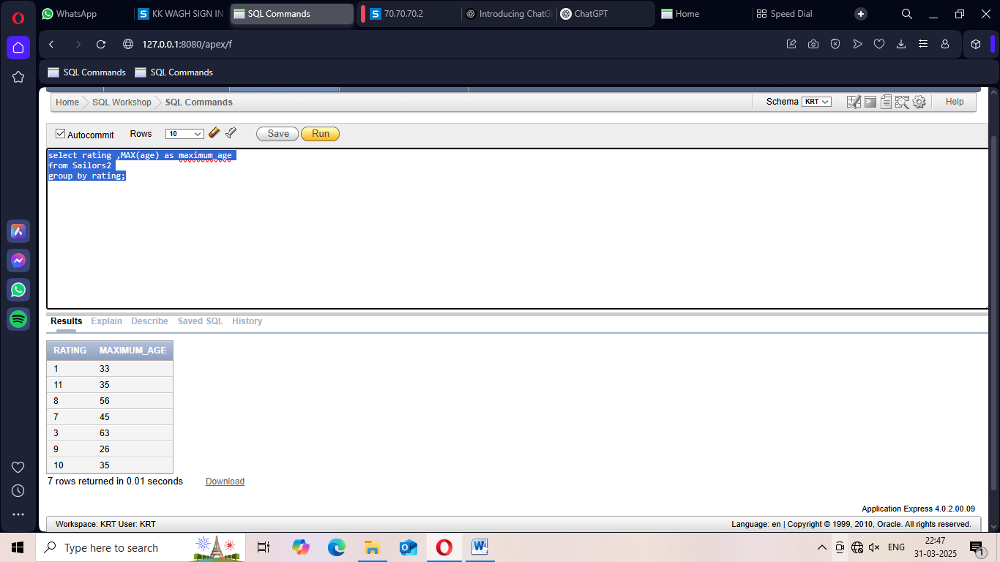 WhatsApp
KK WAGH SIGN IN
SQL Commands
70.70.70.2
Introducing ChatG
ChatGPT
Home
Speed Dial
127.0.0.1:8080/apex/f
SQL Commands
SQL Commands
Home
SQL Workshop
SQL Commands
Schema
KRT
Help
Autocommit
Rows
10
Save
Run
select rating ,MAX(age) as maximum_age
from Sailors2
group by rating;
Results Explain Describe Saved SQL History
RATING MAXIMUM_AGE
1 33
11 35
8 56
7 45
3 63
9 26
10 35
7 rows returned in 0.01 seconds
Download
Application Express 4.0.2.00.09
Workspace: KRT User: KRT
Language: en | Copyright © 1999, 2010, Oracle. All rights reserved.
Type here to search
ENG
22:47
31-03-2025
1